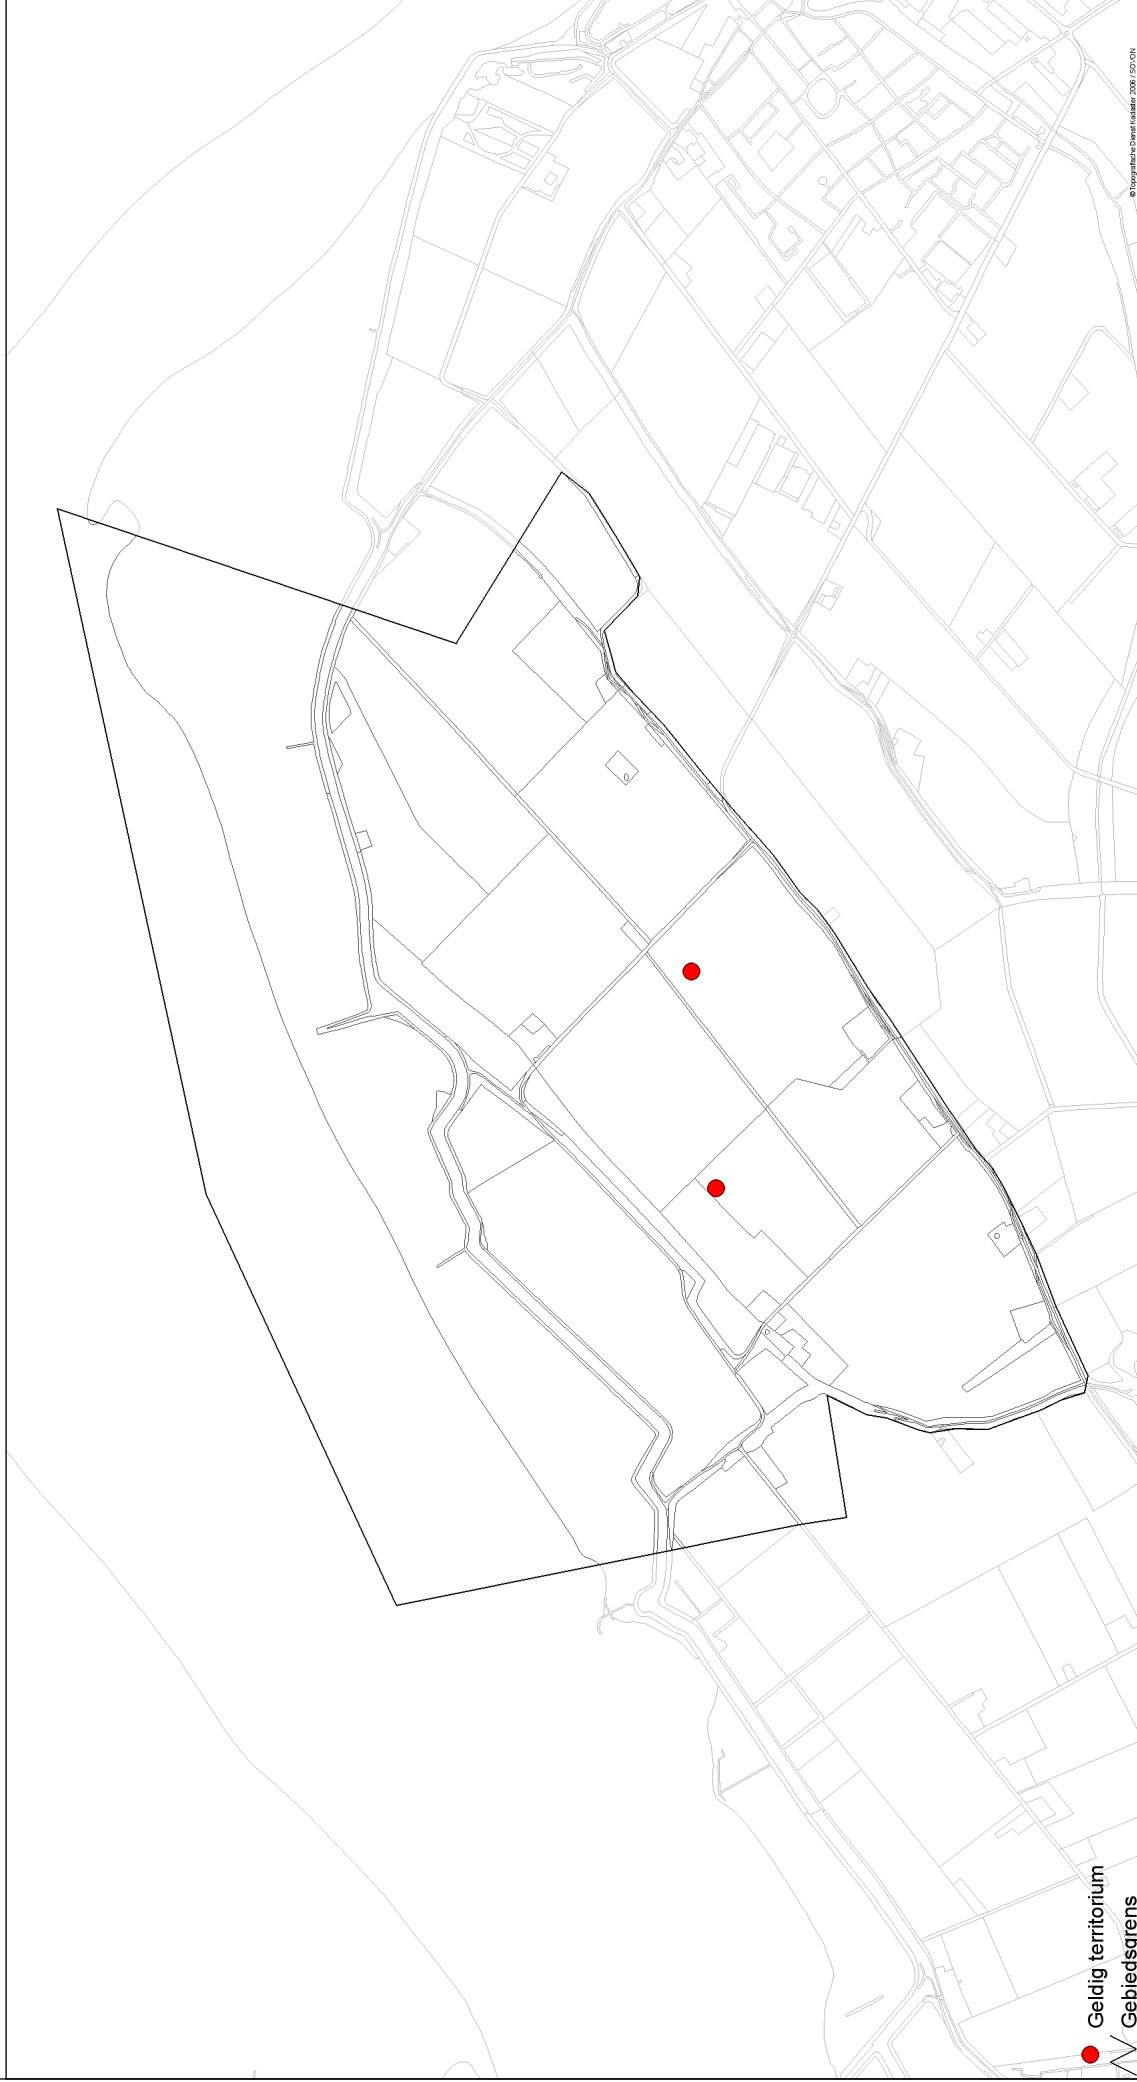 © Topografische Dienst Kadaster 2006 / SOVON
Geldig territorium
Gebiedsgrens